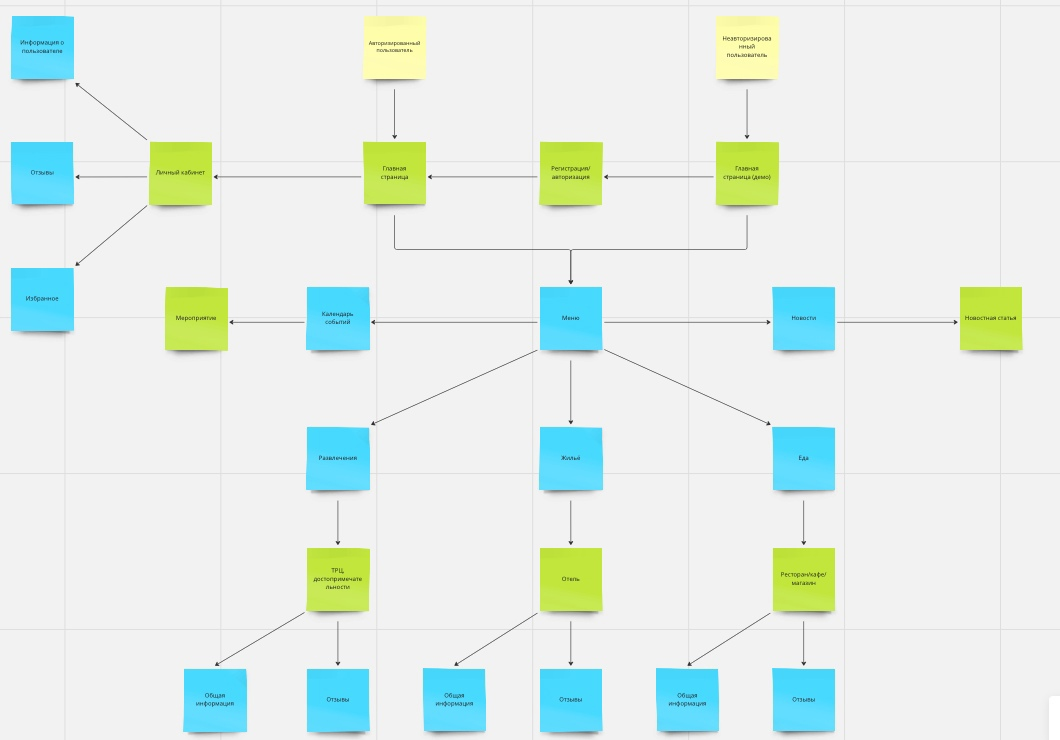 Информация о
пользователе
Авторизированный
пользователь
Неавторизирова
нный
пользователь
Отзывы
Личный кабинет
Главная
страница
Регистрация/
авторизация
Главная
страница (демо)
Избранное
Мероприятие
Календарь
событий
Меню
Новости
Новостная статья
Развлечения
Жильё
Еда
ТРЦ,
достопримечате
льности
Отель
Ресторан/кафе/
магазин
Общая
информация
Отзывы
Общая
информация
Отзывы
Общая
информация
Отзывы